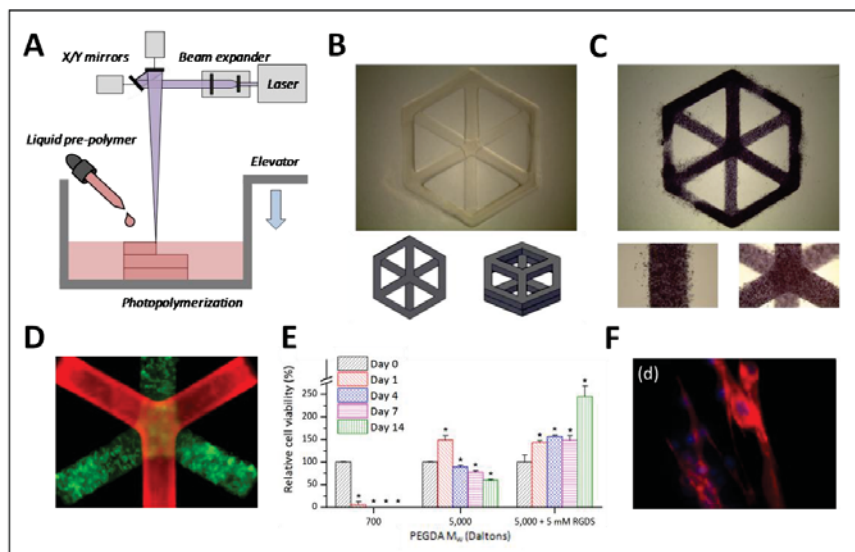 A
X/Y mirrors
Beam expander
Laser
Liquid pre-polymer
Elevator
Photopolymerization
B
C
D
E
Relative cell viability (%)
250
200
150
100
50
0
Day 0
Day 1
Day 4
Day 7
Day 14
*
* * *
*
*
*
*
*
*
*
*
700
5,000
5,000 + 5 mM RGDS
PEGDA Mw (Daltons)
F
(d)